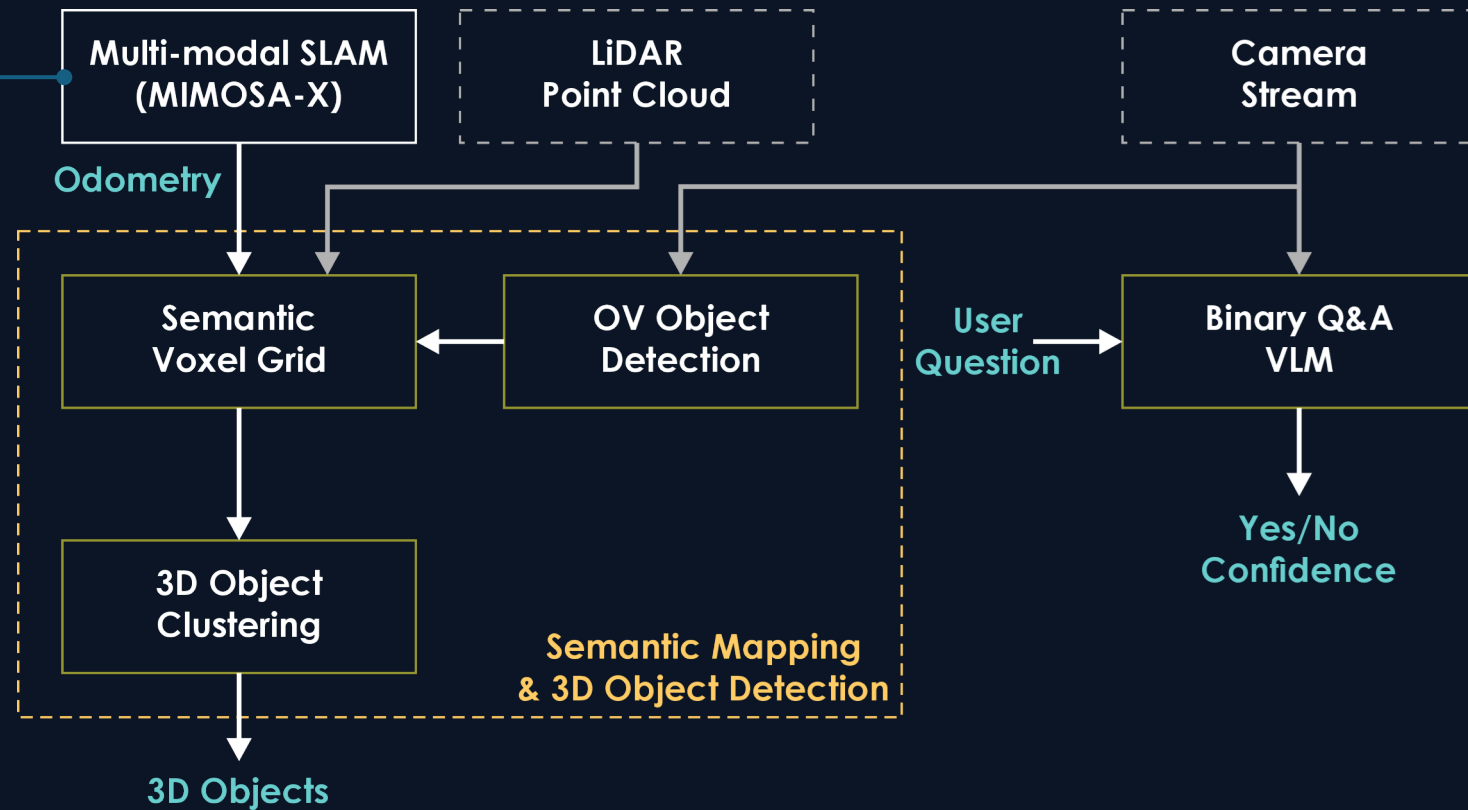 Multi-modal SLAM
(MIMOSA-X)
LiDAR
Point Cloud
Camera
Stream
Odometry
Semantic
Voxel Grid
OV Object
Detection
User
Question
Binary Q&A
VLM
Yes/No
Confidence
3D Object
Clustering
Semantic Mapping
& 3D Object Detection
3D Objects